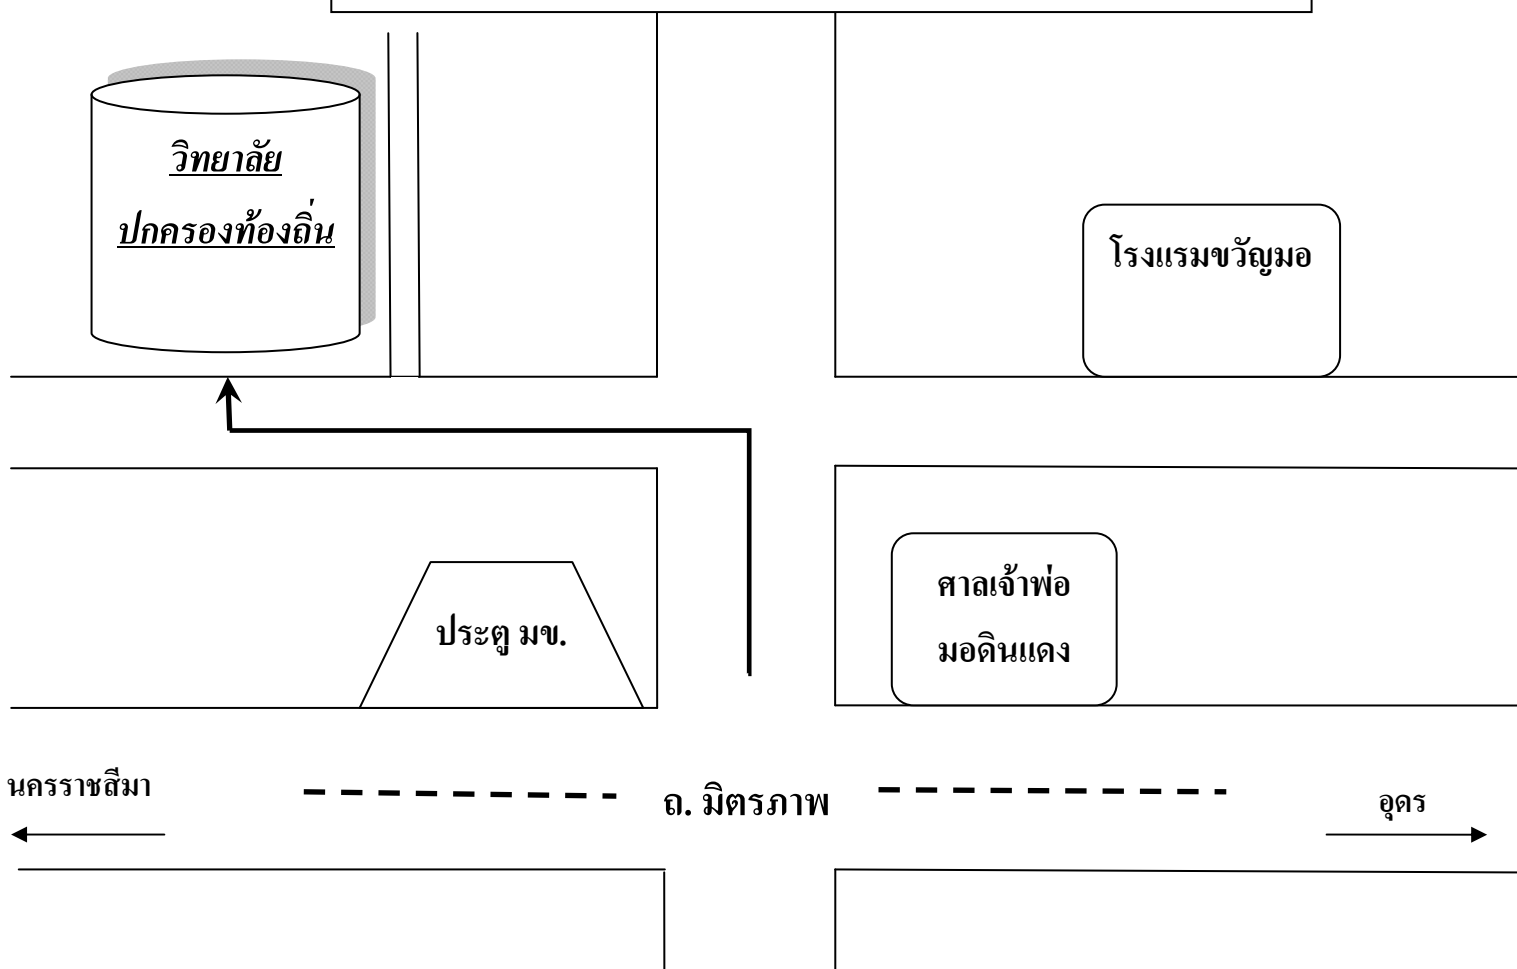 วิทยาลัย
ปกครองท้องถิ่น
โรงแรมขวัญมอ
ศาลเจ้าพ่อ
มอดินแดง
ประตู มข.
นครราชสีมา
ถ. มิตรภาพ
อุดร